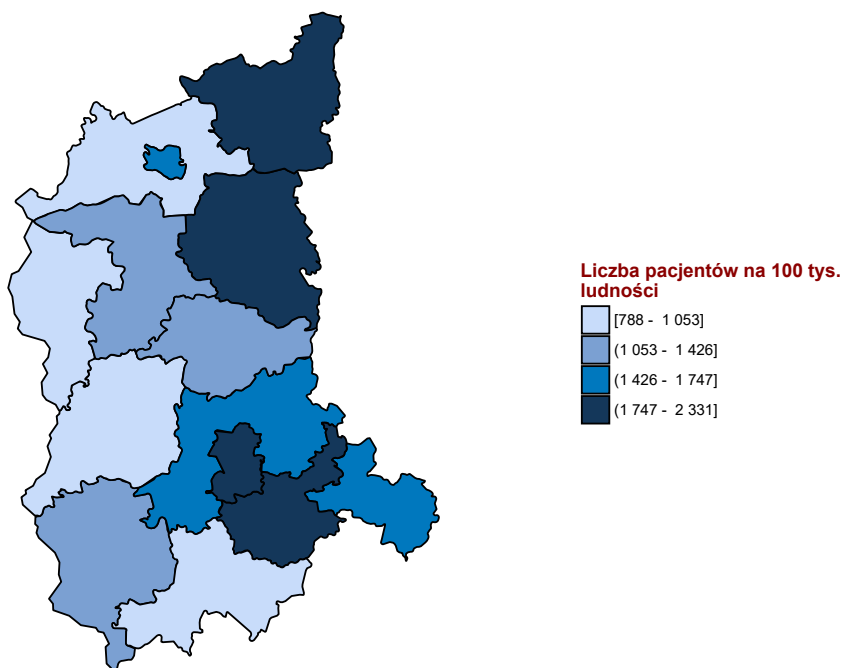 Liczba pacjentów na 100 tys.
ludności
[788 - 1 053]
(1 053 - 1 426]
(1 426 - 1 747]
(1 747 - 2 331]